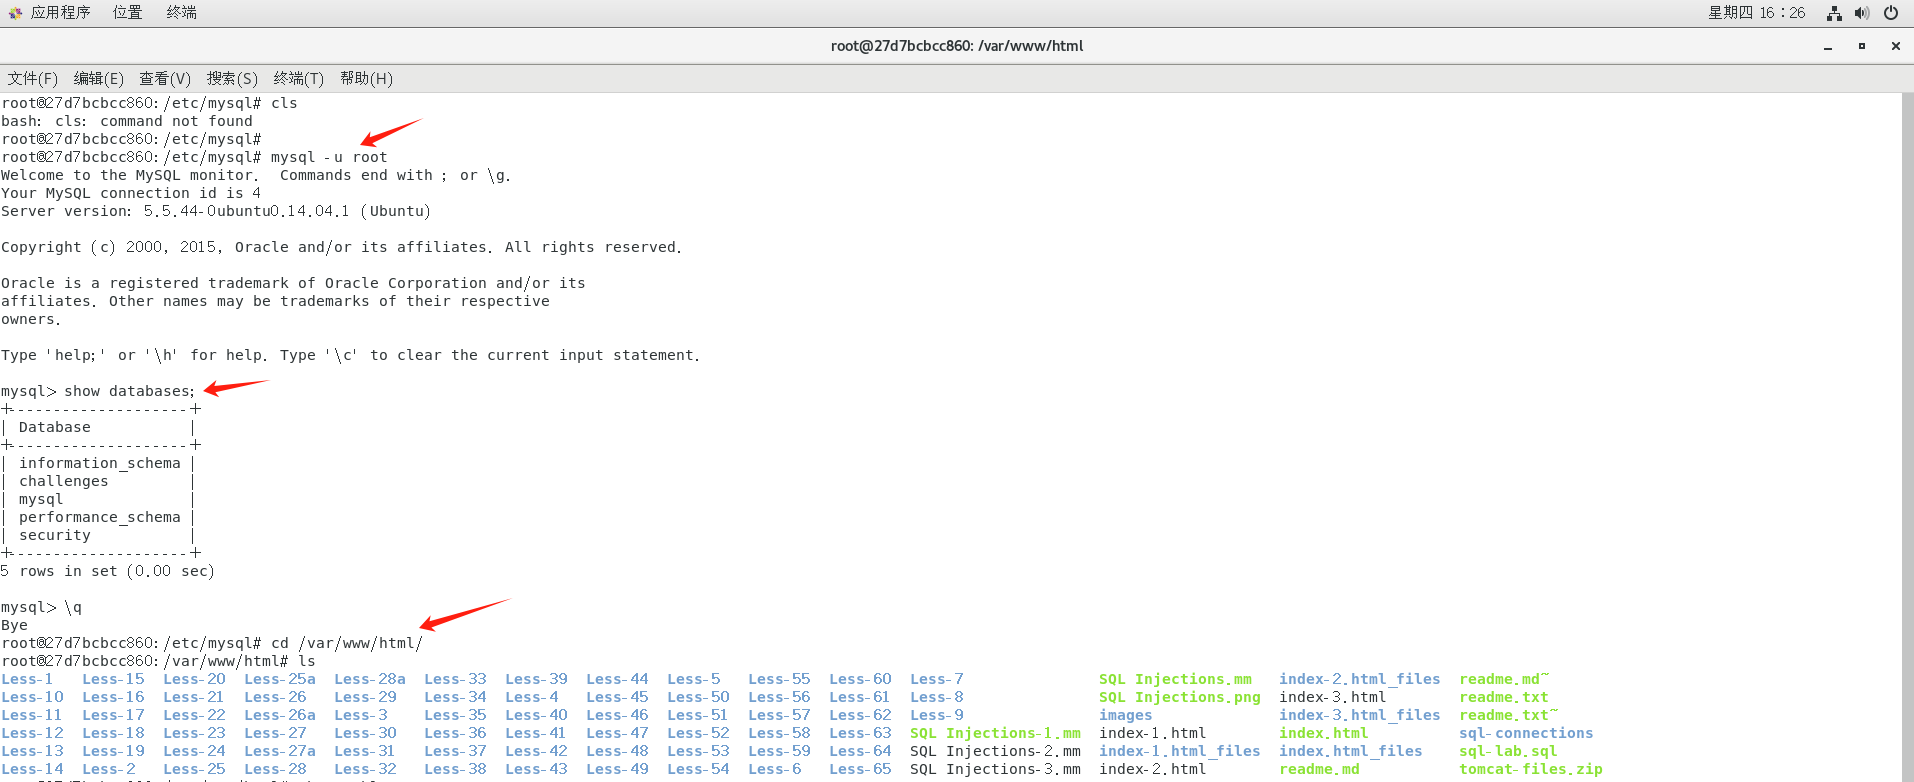 应用程序 位置 终端 星期四 16：26
root@27d7bcbcc860: /var/www/html
文件(F) 编辑(E) 查看(V) 搜索(S) 终端(T) 帮助(H)
root@27d7bcbcc860:/etc/mysql# cls
bash: cls: command not found
root@27d7bcbcc860:/etc/mysql#
root@27d7bcbcc860:/etc/mysql# mysql -u root
Welcome to the MySQL monitor.  Commands end with ; or \g.
Your MySQL connection id is 4
Server version: 5.5.44-0ubuntu0.14.04.1 (Ubuntu)
Copyright (c) 2000, 2015, Oracle and/or its affiliates. All rights reserved.
Oracle is a registered trademark of Oracle Corporation and/or its
affiliates. Other names may be trademarks of their respective
owners.
Type 'help;' or '\h' for help. Type '\c' to clear the current input statement.
mysql> show databases;
+--------------------+
| Database           |
+--------------------+
| information_schema |
| challenges         |
| mysql              |
| performance_schema |
| security           |
+--------------------+
5 rows in set (0.00 sec)
mysql> \q
Bye
root@27d7bcbcc860:/etc/mysql# cd /var/www/html/
root@27d7bcbcc860:/var/www/html# ls
Less-1   Less-15  Less-20  Less-25a  Less-28a  Less-33  Less-39  Less-44  Less-5   Less-55  Less-60  Less-7               SQL Injections.mm   index-2.html_files  readme.md~
Less-10  Less-16  Less-21  Less-26   Less-29   Less-34  Less-4   Less-45  Less-50  Less-56  Less-61  Less-8               SQL Injections.png  index-3.html        readme.txt
Less-11  Less-17  Less-22  Less-26a  Less-3    Less-35  Less-40  Less-46  Less-51  Less-57  Less-62  Less-9               images              index-3.html_files  readme.txt~
Less-12  Less-18  Less-23  Less-27   Less-30   Less-36  Less-41  Less-47  Less-52  Less-58  Less-63  SQL Injections-1.mm  index-1.html        index.html          sql-connections
Less-13  Less-19  Less-24  Less-27a  Less-31   Less-37  Less-42  Less-48  Less-53  Less-59  Less-64  SQL Injections-2.mm  index-1.html_files  index.html_files    sql-lab.sql
Less-14  Less-2   Less-25  Less-28   Less-32   Less-38  Less-43  Less-49  Less-54  Less-6   Less-65  SQL Injections-3.mm  index-2.html        readme.md           tomcat-files.zip